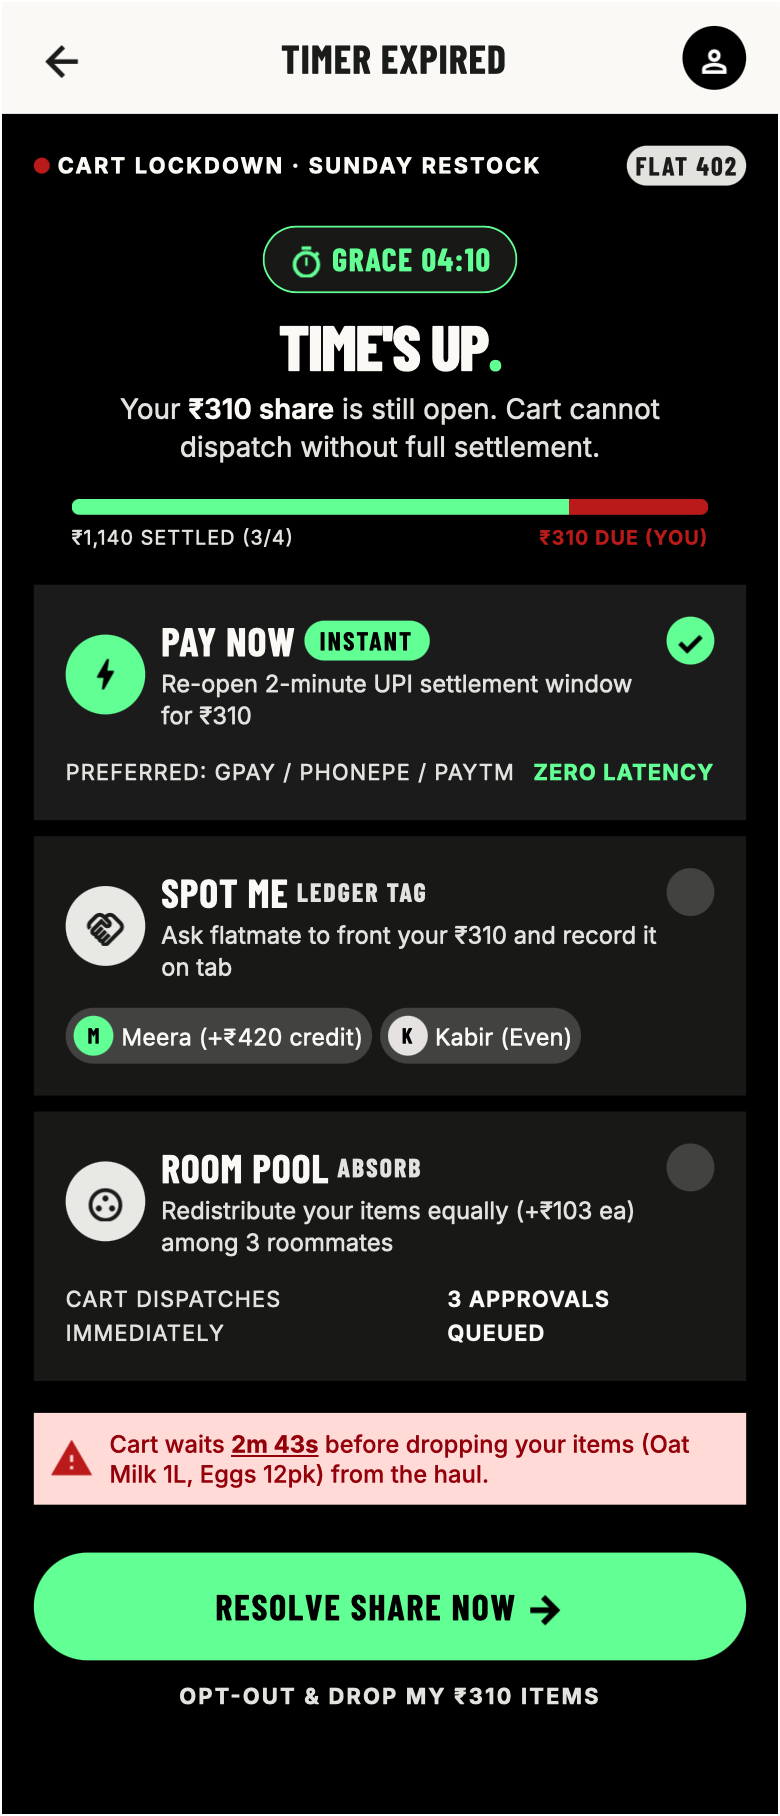 TIMER EXPIRED
CART LOCKDOWN · SUNDAY RESTOCK
FLAT 402
GRACE 04:10
TIME'S UP.
Your ₹310 share is still open. Cart cannot
dispatch without full settlement.
₹1,140 SETTLED (3/4)
₹310 DUE (YOU)
PAY NOW INSTANT
Re-open 2-minute UPI settlement window
for ₹310
PREFERRED: GPAY / PHONEPE / PAYTM
ZERO LATENCY
SPOT ME LEDGER TAG
Ask flatmate to front your ₹310 and record it
on tab
M Meera (+₹420 credit)
K Kabir (Even)
ROOM POOL ABSORB
Redistribute your items equally (+₹103 ea)
among 3 roommates
CART DISPATCHES
IMMEDIATELY
3 APPROVALS
QUEUED
Cart waits 2m 43s before dropping your items (Oat
Milk 1L, Eggs 12pk) from the haul.
RESOLVE SHARE NOW →
OPT-OUT & DROP MY ₹310 ITEMS